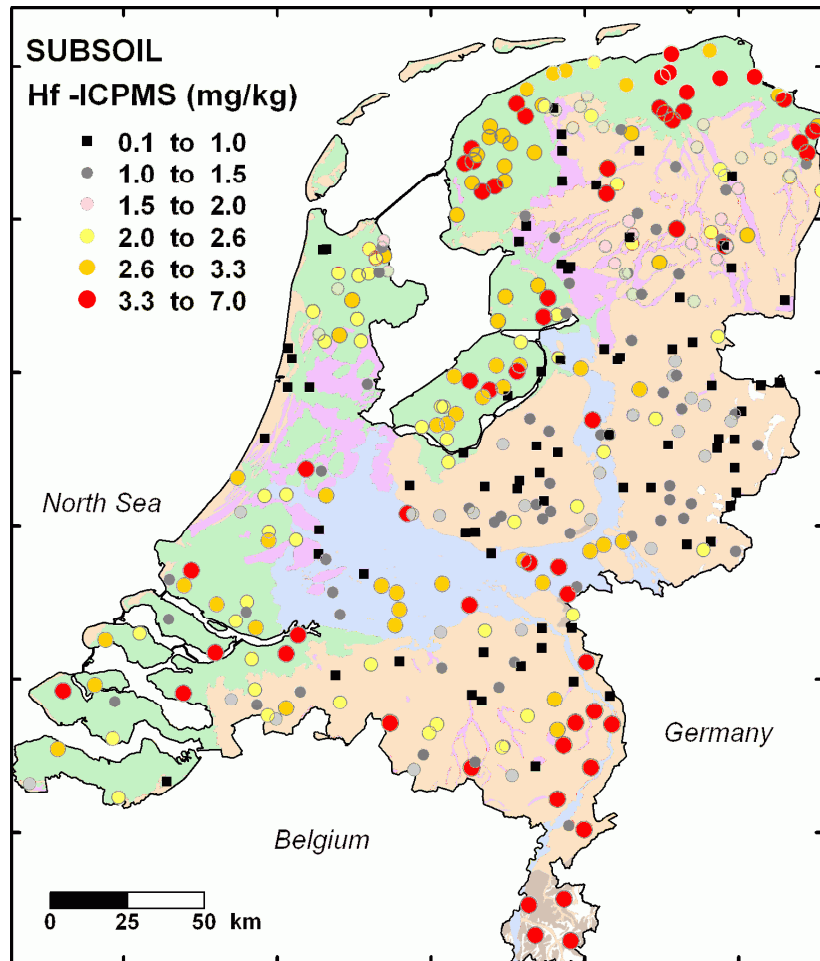 SUBSOIL
Hf -ICPMS (mg/kg)
0.1 to 1.0
1.0 to 1.5
1.5 to 2.0
2.0 to 2.6
2.6 to 3.3
3.3 to 7.0
North Sea
Germany
Belgium
0 25 50 km